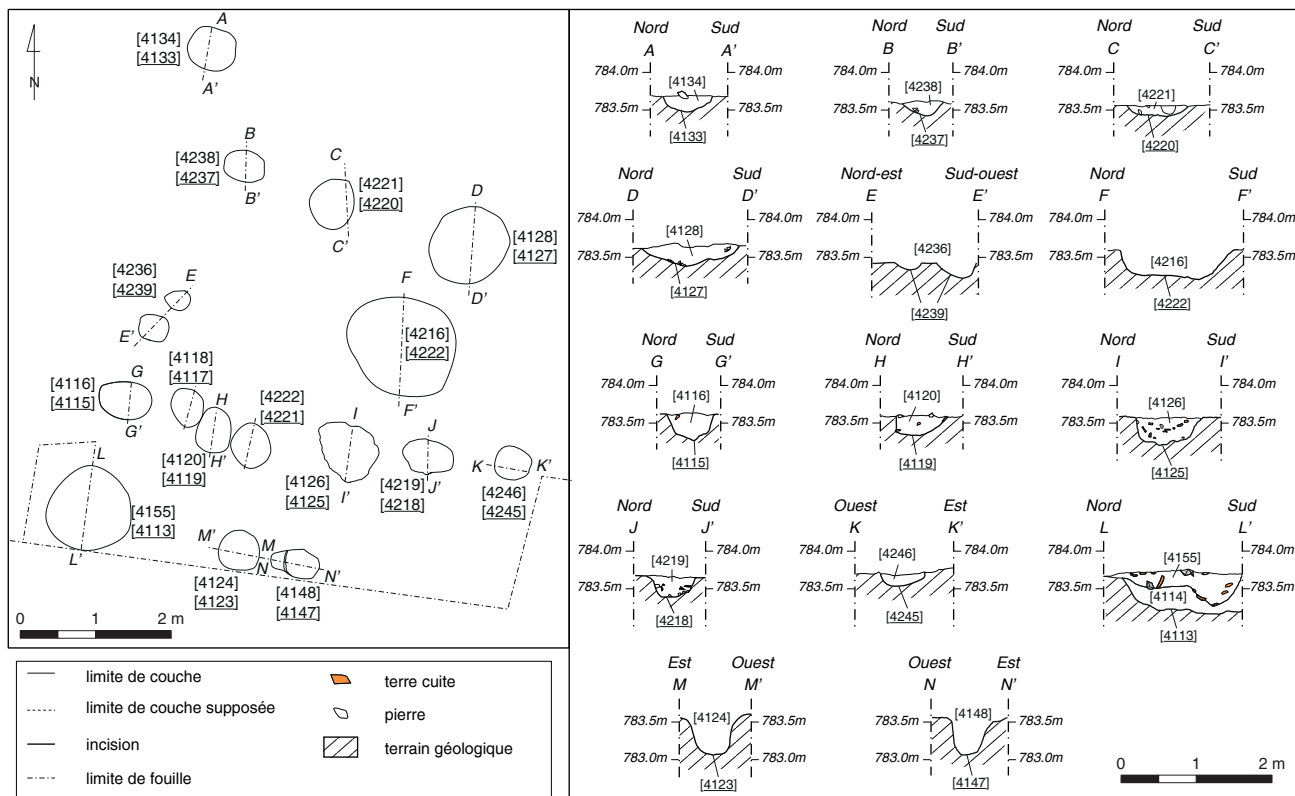 N
A
[4134]
[4133]
A'
B
[4238]
[4237]
B'
C
[4221]
[4220]
C'
D
[4128]
[4127]
D'
[4236]
[4239]
E
E'
F
[4216]
[4222]
F'
G
[4116]
[4115]
G'
[4118]
[4117]
H
[4120]
[4119]
H'
[4222]
[4221]
I
[4126]
[4125]
I'
J
[4219]
[4218]
J'
K K'
[4246]
[4245]
L
[4155]
[4113]
L'
M' M
[4124]
[4123]
N N'
[4148]
[4147]
0 1 2 m
limite de couche
limite de couche supposée
incision
limite de fouille
terre cuite
pierre
terrain géologique
Nord Sud
A A'
784.0m 784.0m
[4134]
783.5m 783.5m
[4133]
Nord Sud
B B'
784.0m 784.0m
[4238]
783.5m 783.5m
[4237]
Nord Sud
C C'
784.0m 784.0m
[4221]
783.5m 783.5m
[4220]
Nord Sud
D D'
784.0m 784.0m
[4128]
783.5m 783.5m
[4127]
Nord-est Sud-ouest
E E'
784.0m 784.0m
[4236]
783.5m 783.5m
[4239]
Nord Sud
F F'
784.0m 784.0m
783.5m 783.5m
[4216]
[4222]
Nord Sud
G G'
784.0m 784.0m
[4116]
783.5m 783.5m
[4115]
Nord Sud
H H'
784.0m 784.0m
[4120]
783.5m 783.5m
[4119]
Nord Sud
I I'
784.0m 784.0m
[4126]
783.5m 783.5m
[4125]
Nord Sud
J J'
784.0m 784.0m
[4219]
783.5m 783.5m
[4218]
Ouest Est
K K'
784.0m 784.0m
[4246]
783.5m 783.5m
[4245]
Nord Sud
L L'
784.0m 784.0m
[4155]
783.5m 783.5m
[4114]
[4113]
Est Ouest
M M'
783.5m 783.5m
[4124]
783.0m 783.0m
[4123]
Ouest Est
N N'
783.5m 783.5m
[4148]
783.0m 783.0m
[4147]
0 1 2 m